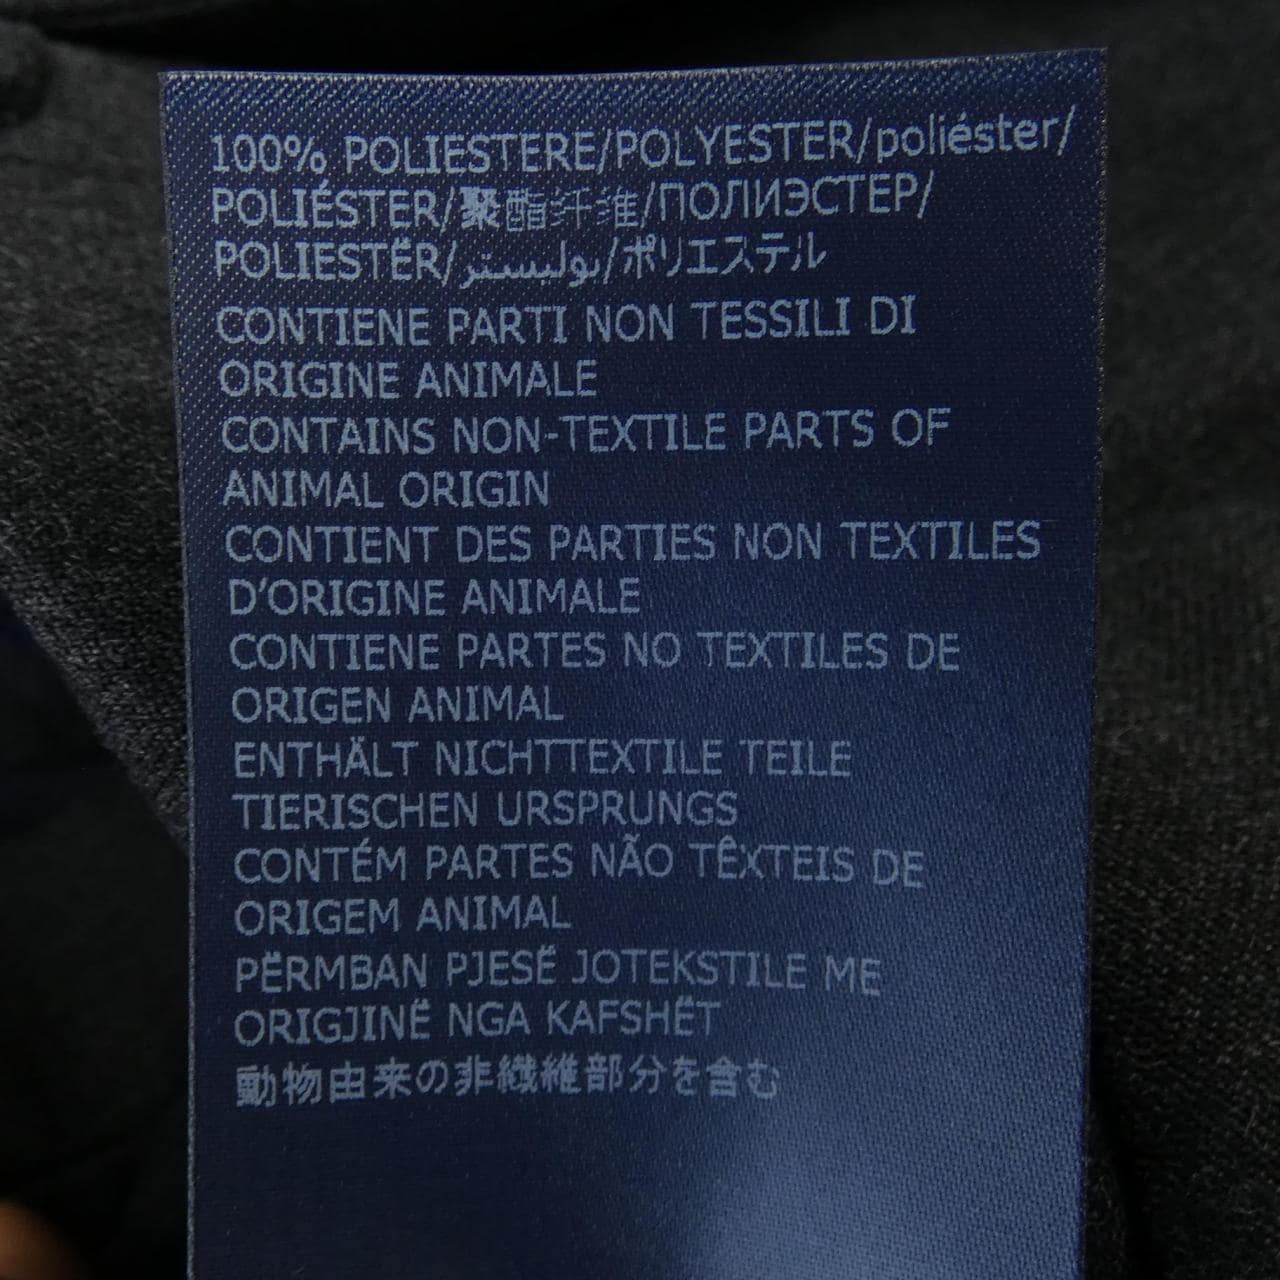 100% POLIESTERE/POLYESTER/poliéster/
POLIÉSTER/聚酯纤维/ПОЛИЭСТЕР/
POLIESTËR/بوليستر/ポリエステル
CONTIENE PARTI NON TESSILI DI
ORIGINE ANIMALE
CONTAINS NON-TEXTILE PARTS OF
ANIMAL ORIGIN
CONTIENT DES PARTIES NON TEXTILES
D'ORIGINE ANIMALE
CONTIENE PARTES NO TEXTILES DE
ORIGEN ANIMAL
ENTHÄLT NICHTTEXTILE TEILE
TIERISCHEN URSPRUNGS
CONTÉM PARTES NÃO TÊXTEIS DE
ORIGEM ANIMAL
PËRMBAN PJESË JOTEKSTILE ME
ORIGJINË NGA KAFSHËT
動物由来の非繊維部分を含む